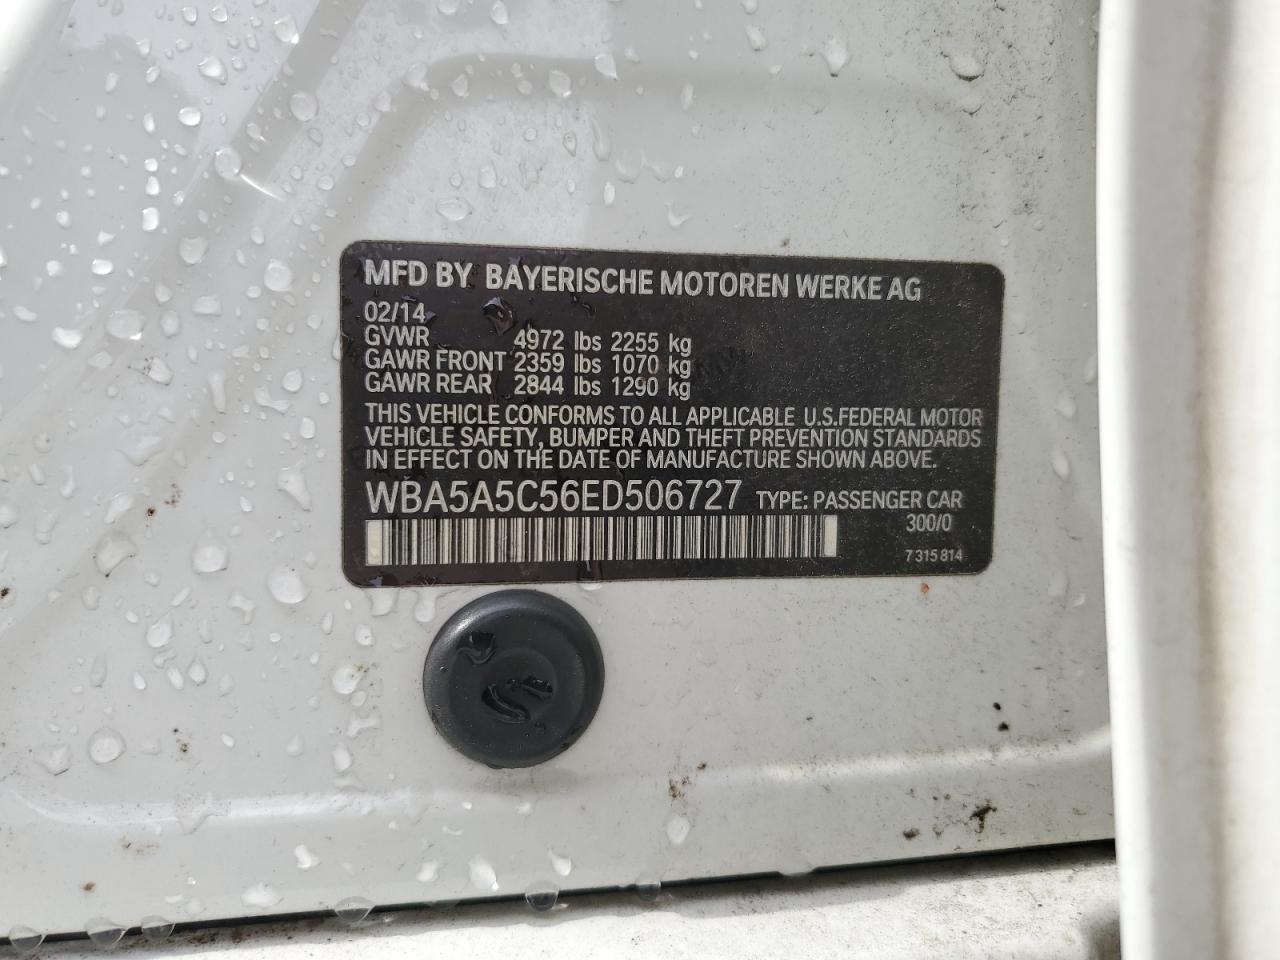 MFD BY BAYERISCHE MOTOREN WERKE AG
02/14
GVWR 4972 lbs 2255 kg
GAWR FRONT 2359 lbs 1070 kg
GAWR REAR 2844 lbs 1290 kg
THIS VEHICLE CONFORMS TO ALL APPLICABLE U.S.FEDERAL MOTOR
VEHICLE SAFETY, BUMPER AND THEFT PREVENTION STANDARDS
IN EFFECT ON THE DATE OF MANUFACTURE SHOWN ABOVE.
WBA5A5C56ED506727 TYPE: PASSENGER CAR
300/0
7 315 814